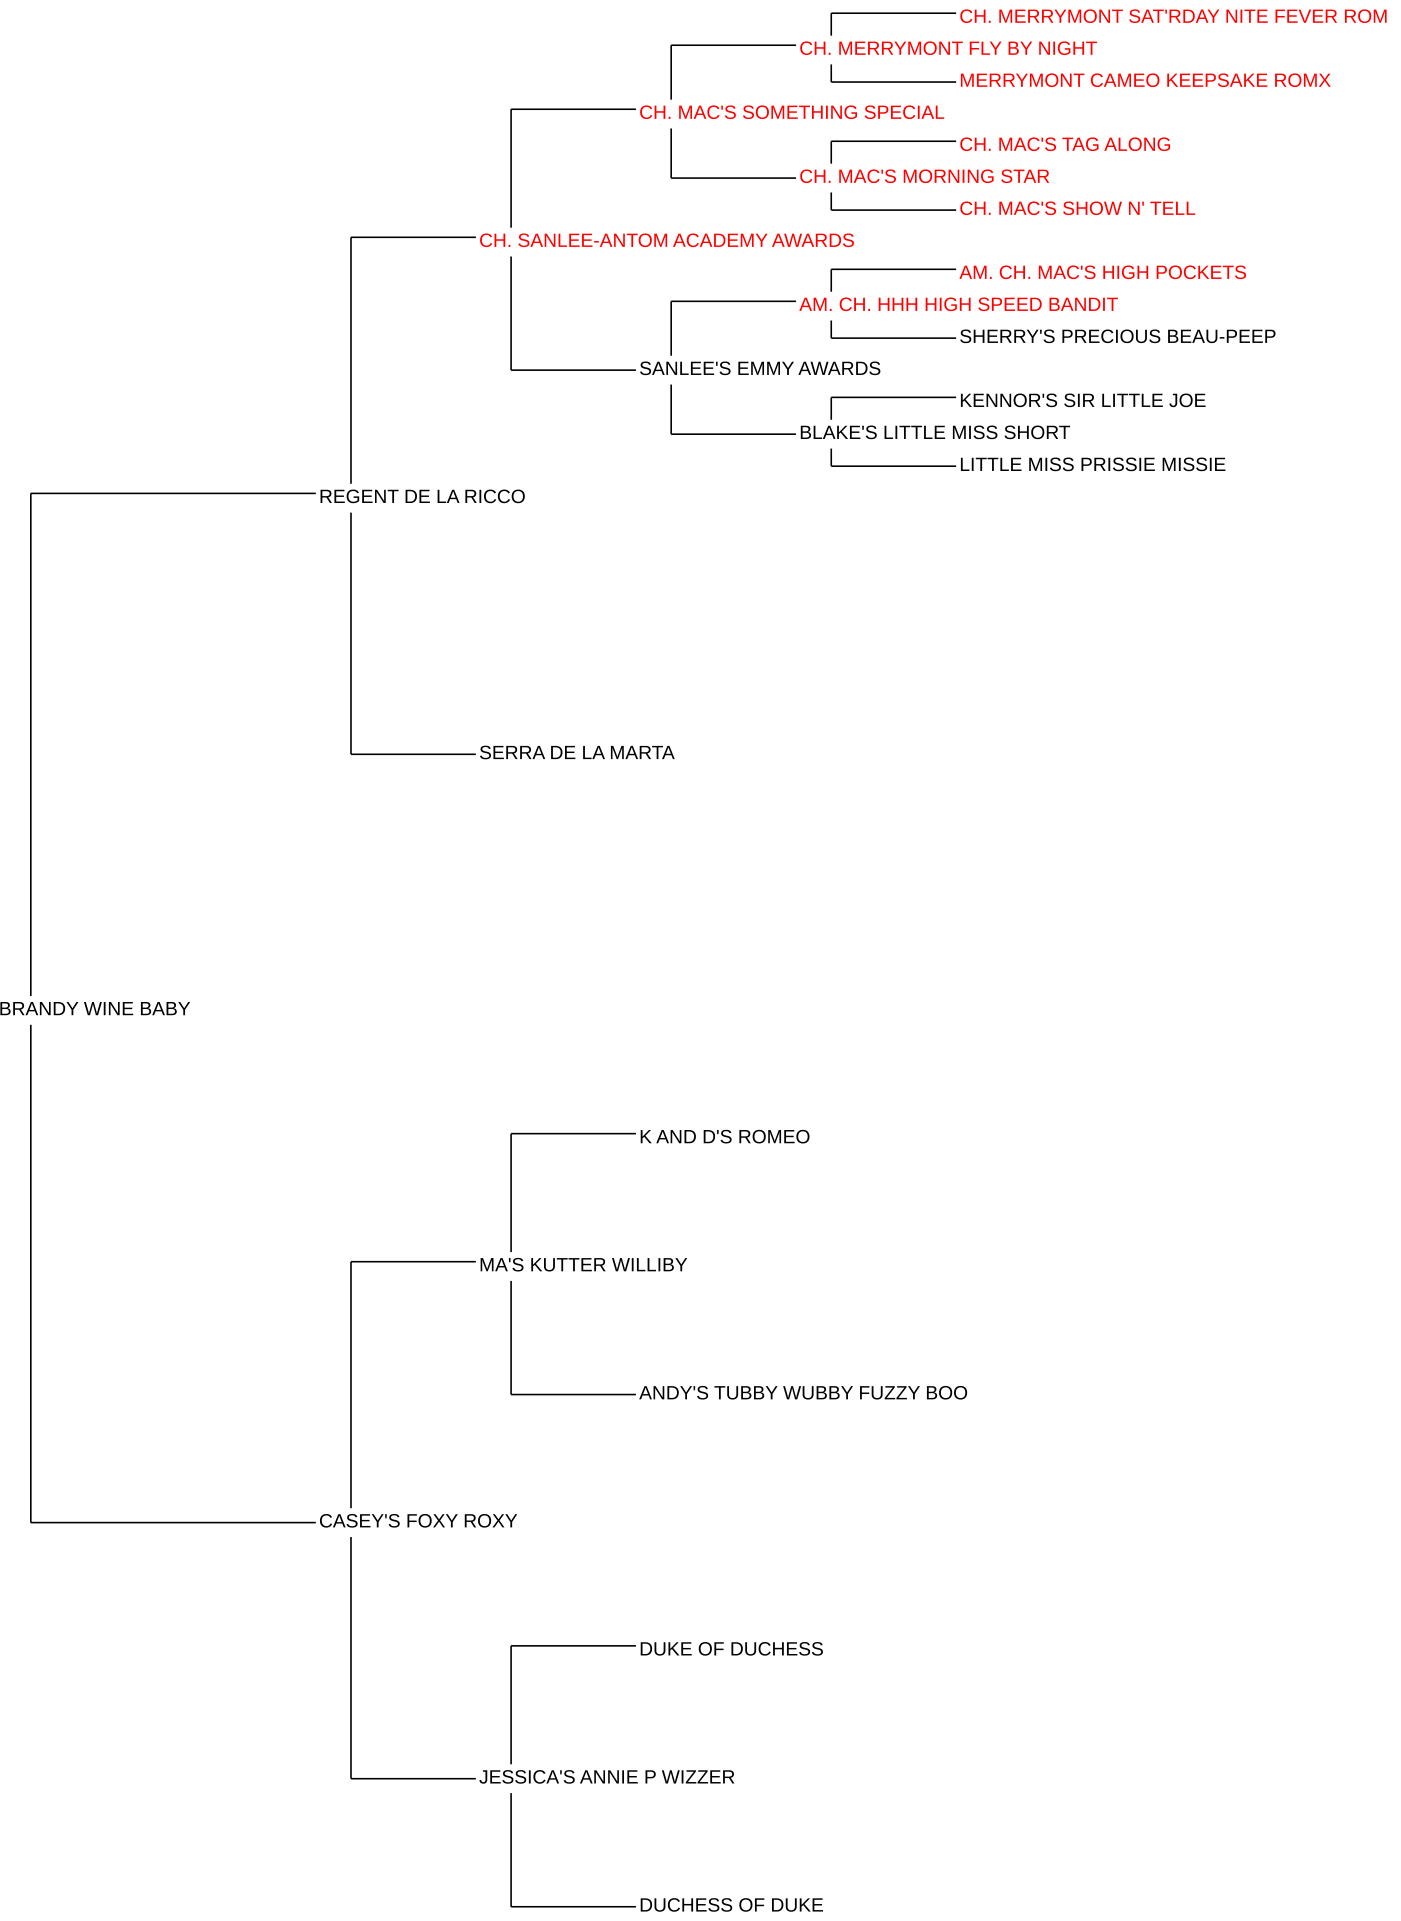 CH. MERRYMONT SAT'RDAY NITE FEVER ROM
CH. MERRYMONT FLY BY NIGHT
MERRYMONT CAMEO KEEPSAKE ROMX
CH. MAC'S SOMETHING SPECIAL
CH. MAC'S TAG ALONG
CH. MAC'S MORNING STAR
CH. MAC'S SHOW N' TELL
CH. SANLEE-ANTOM ACADEMY AWARDS
AM. CH. MAC'S HIGH POCKETS
AM. CH. HHH HIGH SPEED BANDIT
SHERRY'S PRECIOUS BEAU-PEEP
SANLEE'S EMMY AWARDS
KENNOR'S SIR LITTLE JOE
BLAKE'S LITTLE MISS SHORT
LITTLE MISS PRISSIE MISSIE
REGENT DE LA RICCO
SERRA DE LA MARTA
BRANDY WINE BABY
K AND D'S ROMEO
MA'S KUTTER WILLIBY
ANDY'S TUBBY WUBBY FUZZY BOO
CASEY'S FOXY ROXY
DUKE OF DUCHESS
JESSICA'S ANNIE P WIZZER
DUCHESS OF DUKE